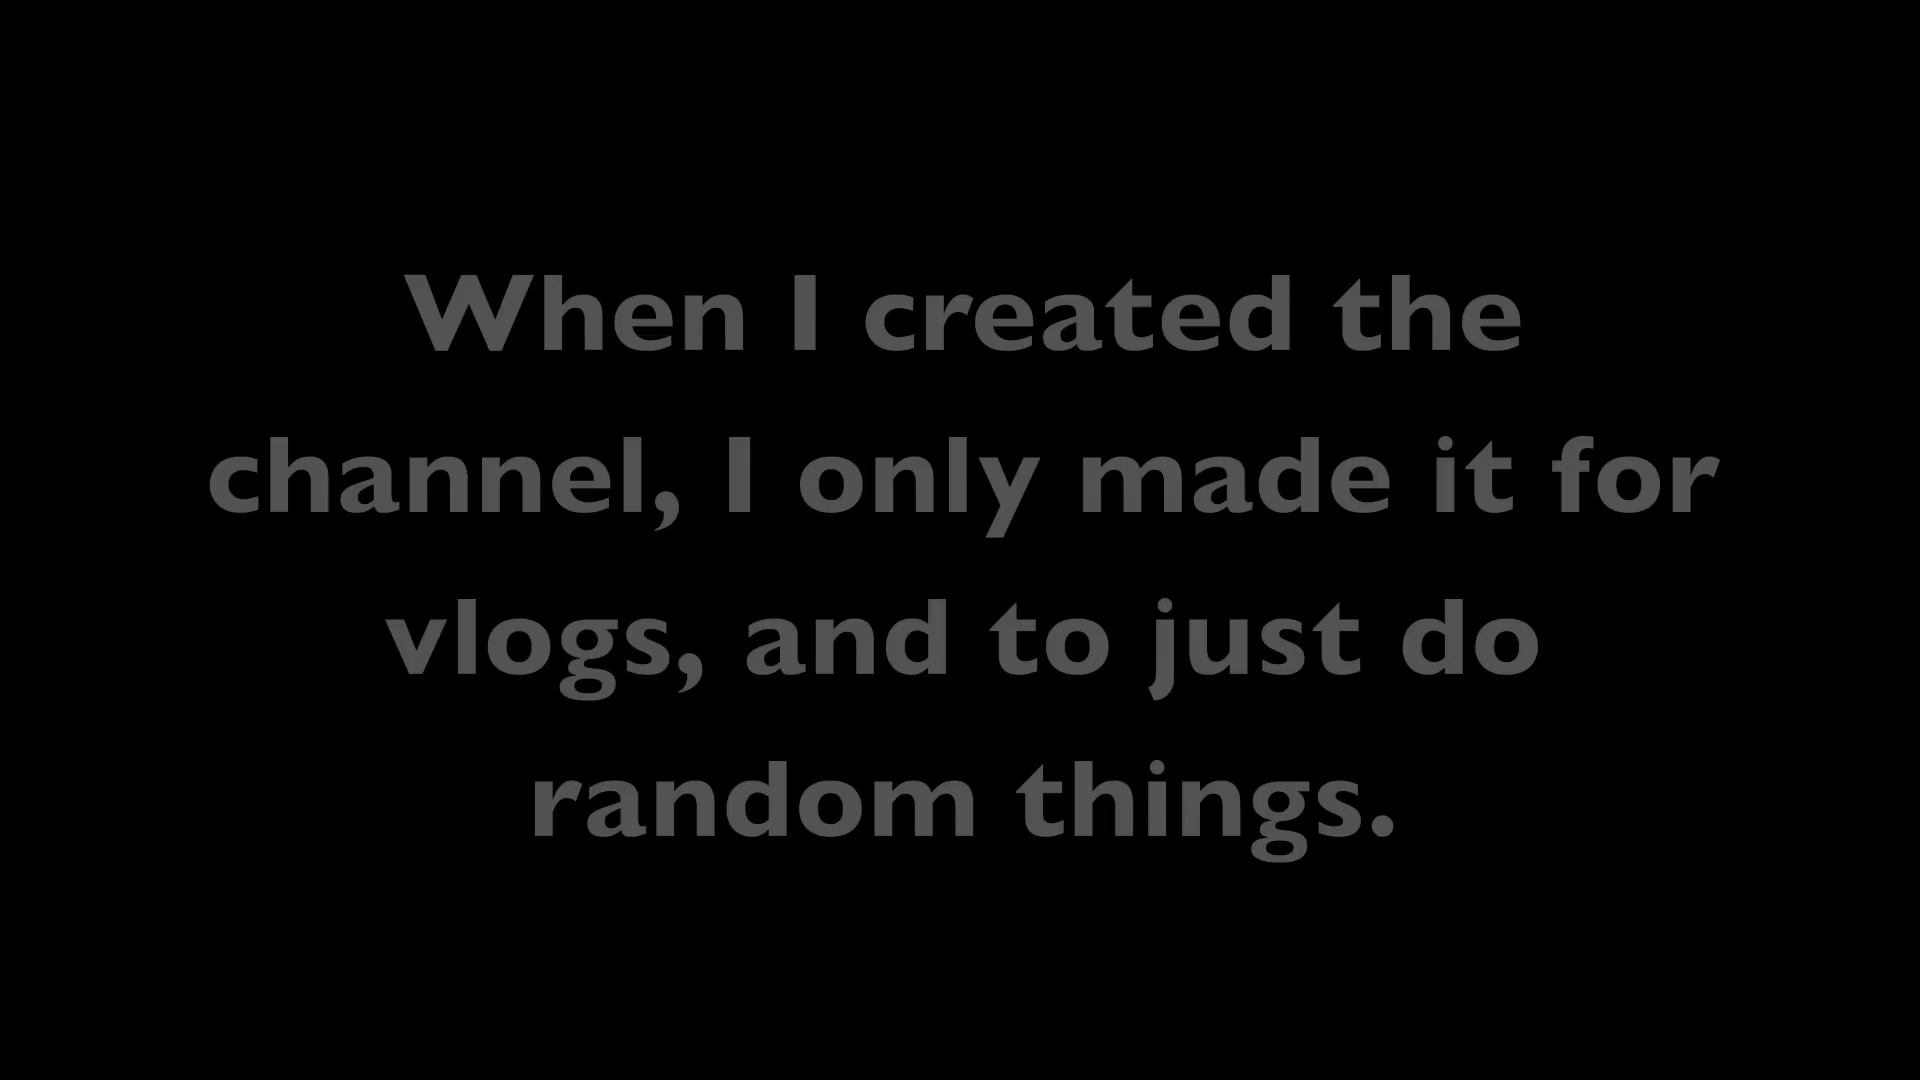 When I created the
channel, I only made it for
vlogs, and to just do
random things.